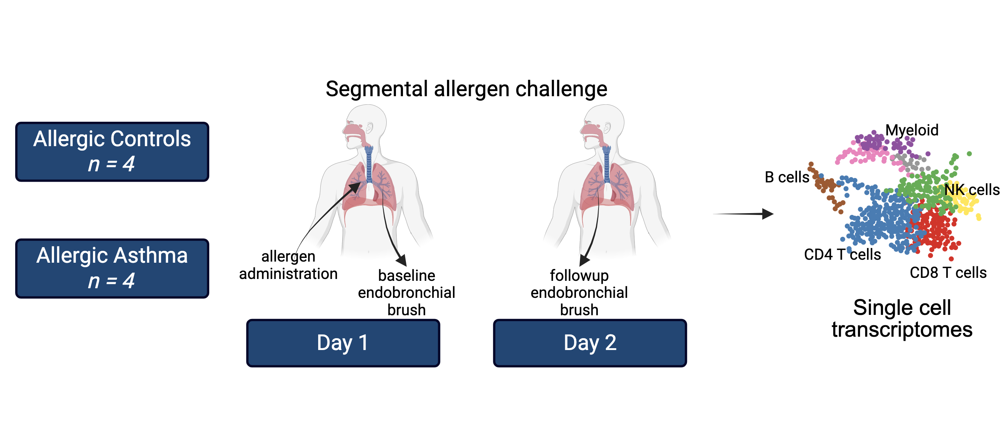 Segmental allergen challenge
Allergic Controls
n = 4
Allergic Asthma
n = 4
allergen
administration
baseline
endobronchial
brush
Day 1
followup
endobronchial
brush
Day 2
Myeloid
B cells
NK cells
CD4 T cells
CD8 T cells
Single cell
transcriptomes